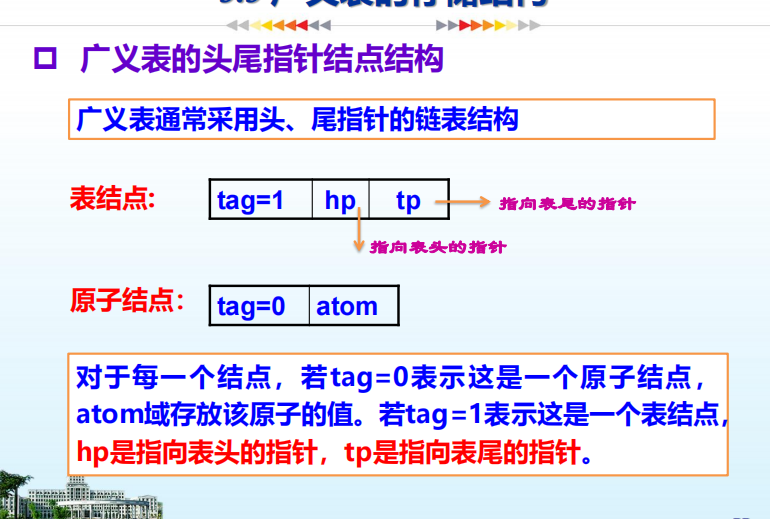 广义表的头尾指针结点结构
广义表通常采用头、尾指针的链表结构
表结点: tag=1 hp tp 指向表尾的指针
指向表头的指针
原子结点: tag=0 atom
对于每一个结点，若tag=0表示这是一个原子结点，
atom域存放该原子的值。若tag=1表示这是一个表结点，
hp是指向表头的指针，tp是指向表尾的指针。